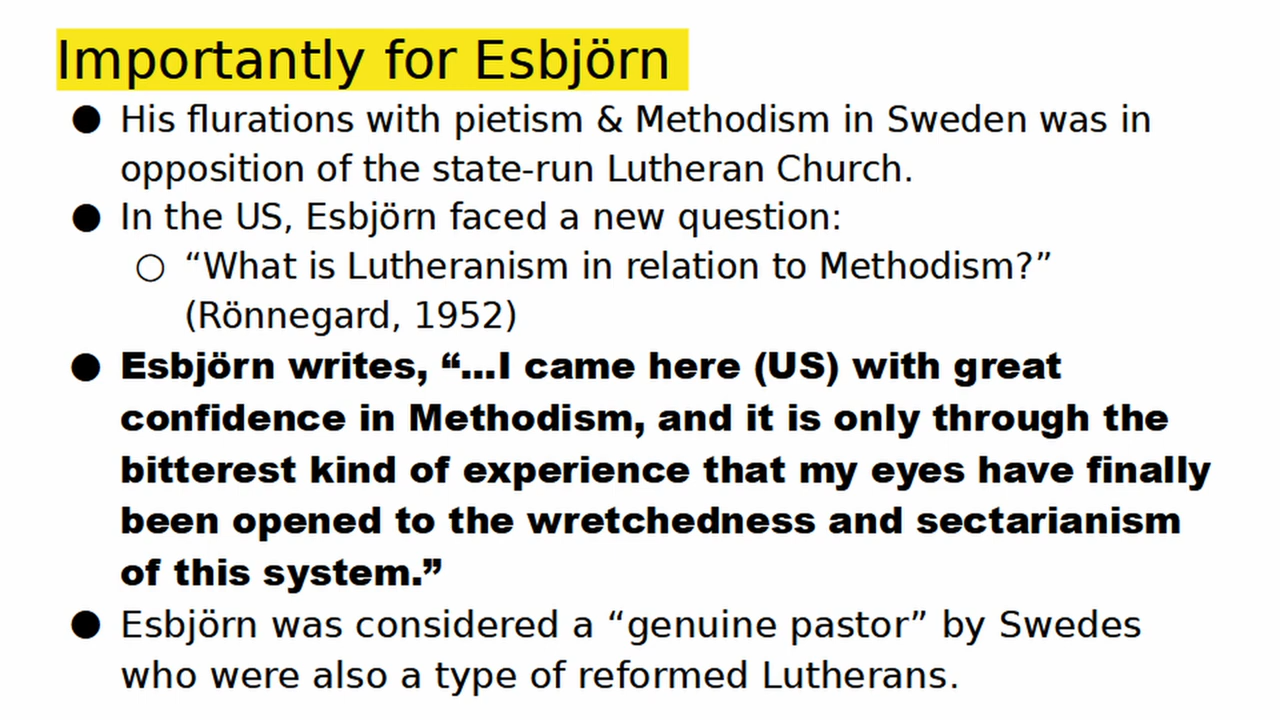 Importantly for Esbjörn
● His flurations with pietism & Methodism in Sweden was in
opposition of the state-run Lutheran Church.
● In the US, Esbjörn faced a new question:
○ “What is Lutheranism in relation to Methodism?”
(Rönnegard, 1952)
● Esbjörn writes, “...I came here (US) with great
confidence in Methodism, and it is only through the
bitterest kind of experience that my eyes have finally
been opened to the wretchedness and sectarianism
of this system.”
● Esbjörn was considered a “genuine pastor” by Swedes
who were also a type of reformed Lutherans.